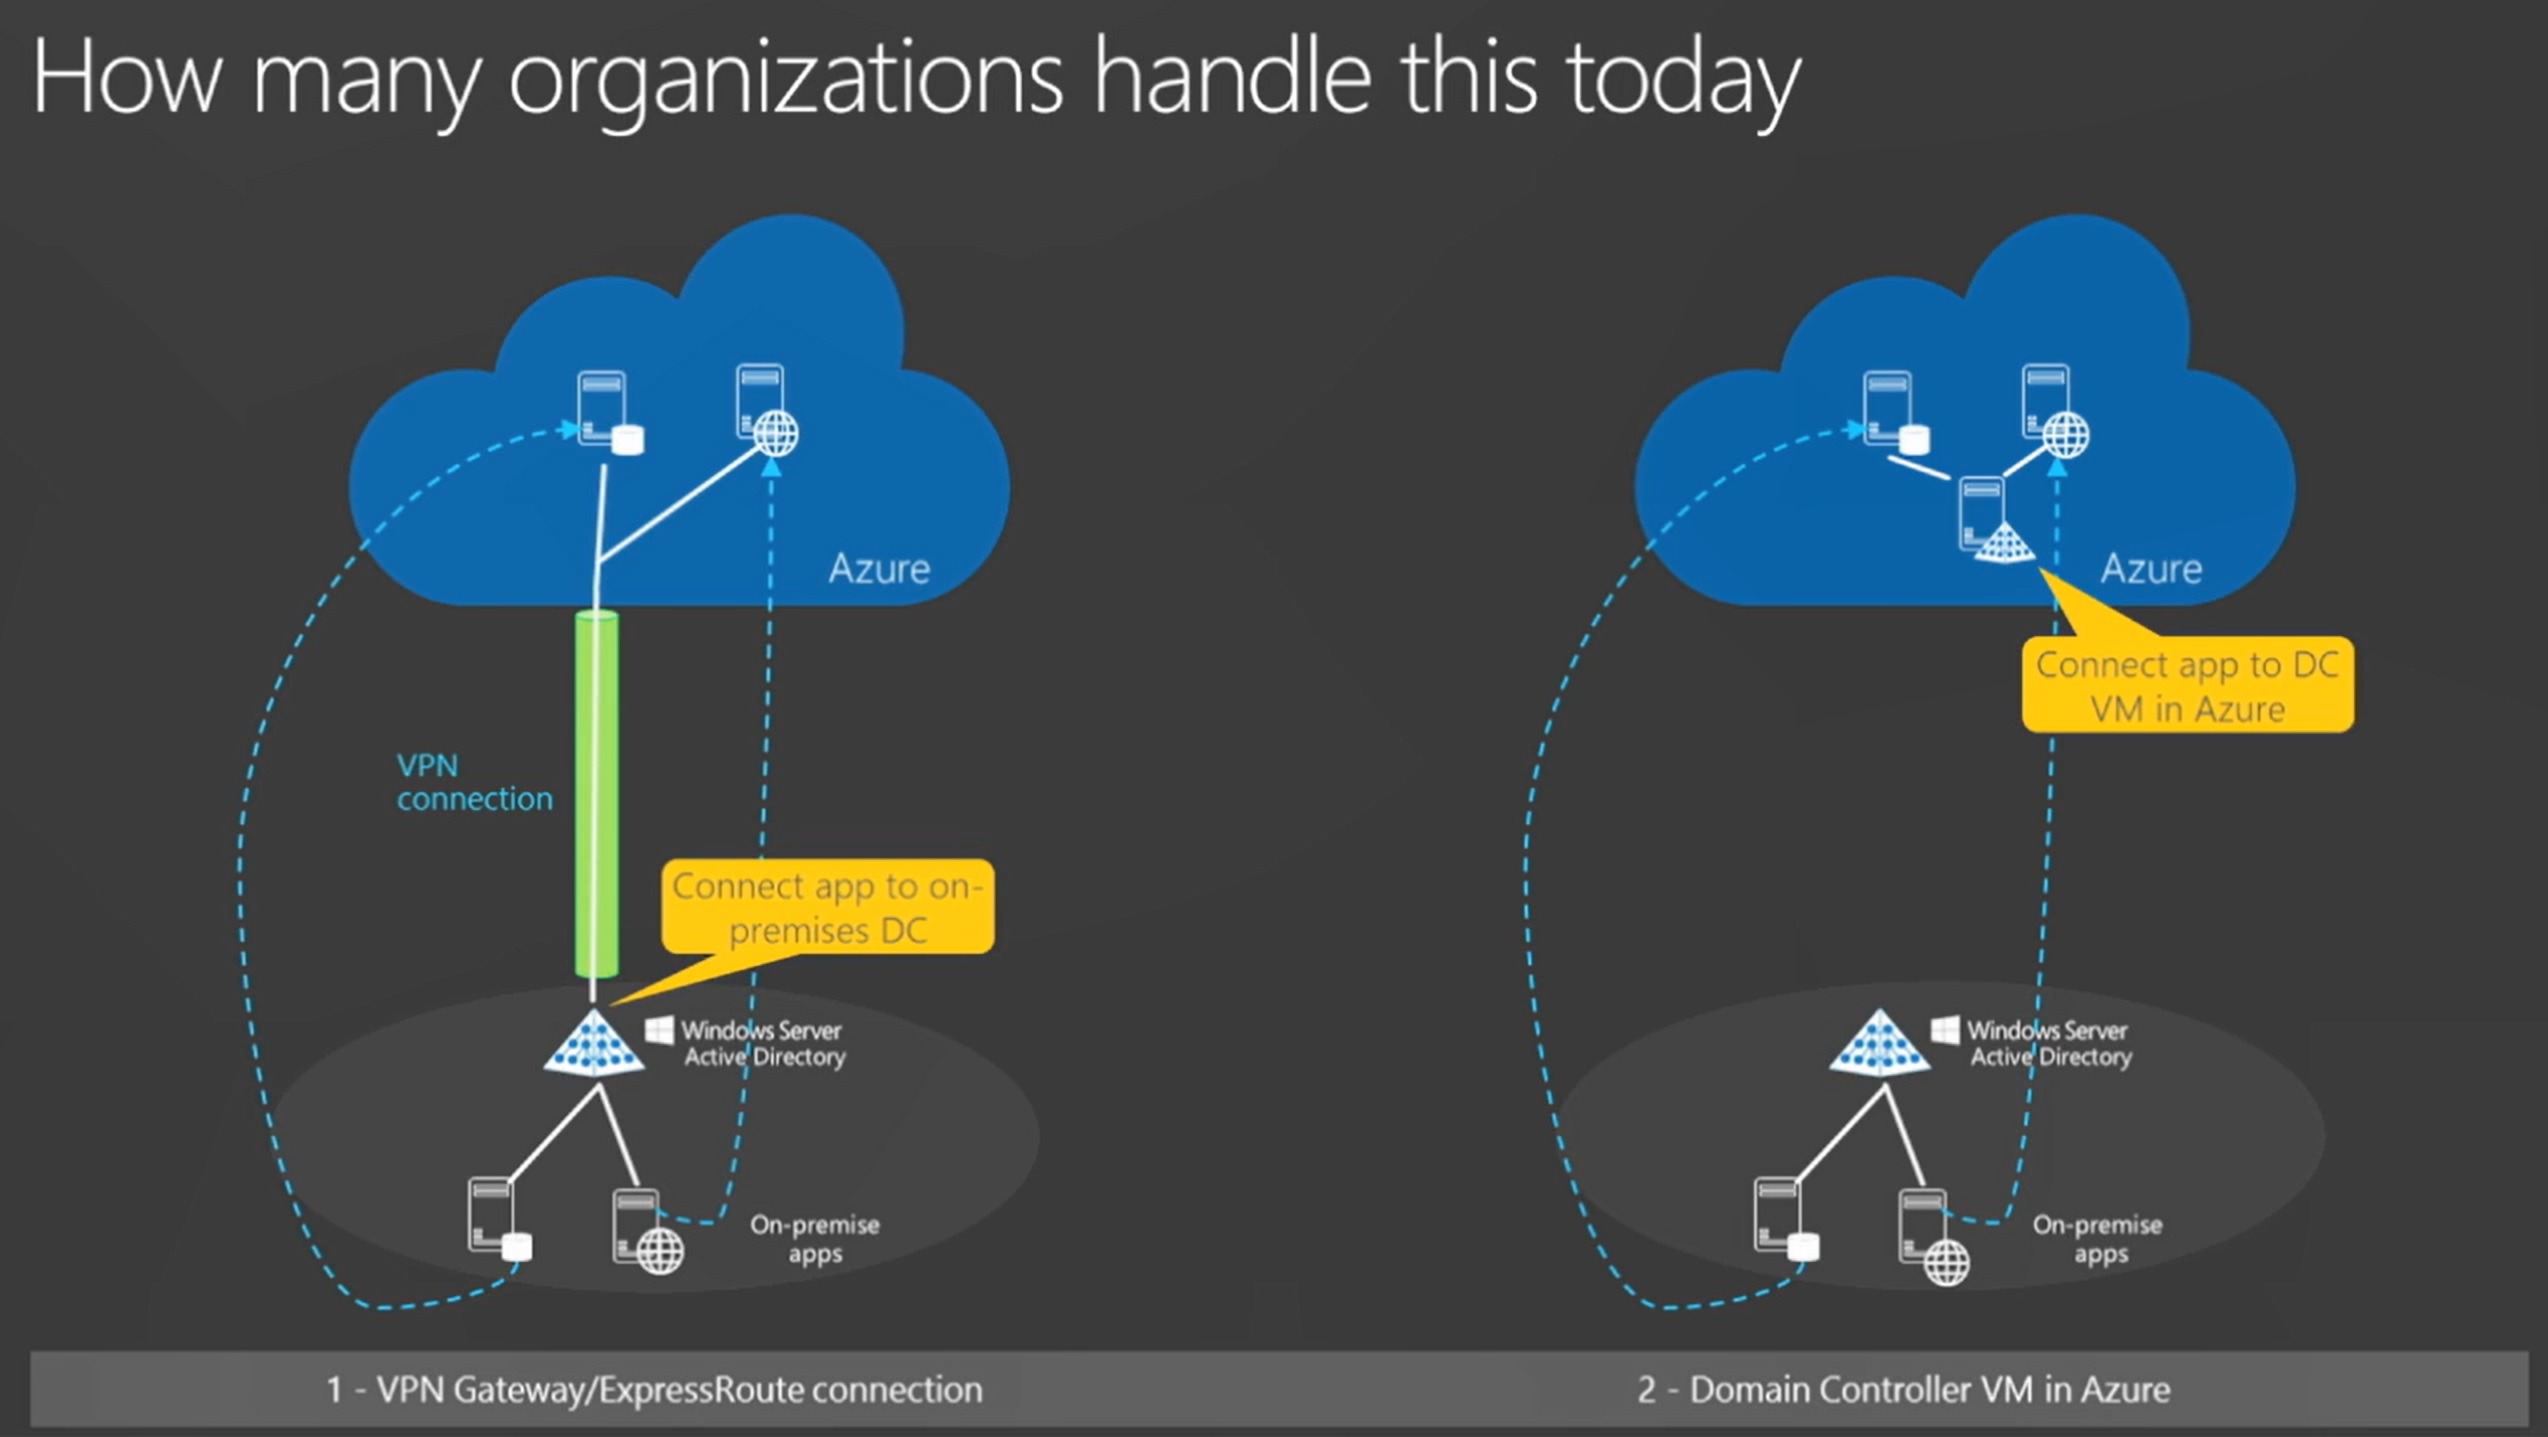 How many organizations handle this today
Azure
VPN
connection
Connect app to on-
premises DC
Windows Server
Active Directory
On-premise
apps
1 - VPN Gateway/ExpressRoute connection
Azure
Connect app to DC
VM in Azure
Windows Server
Active Directory
On-premise
apps
2 - Domain Controller VM in Azure